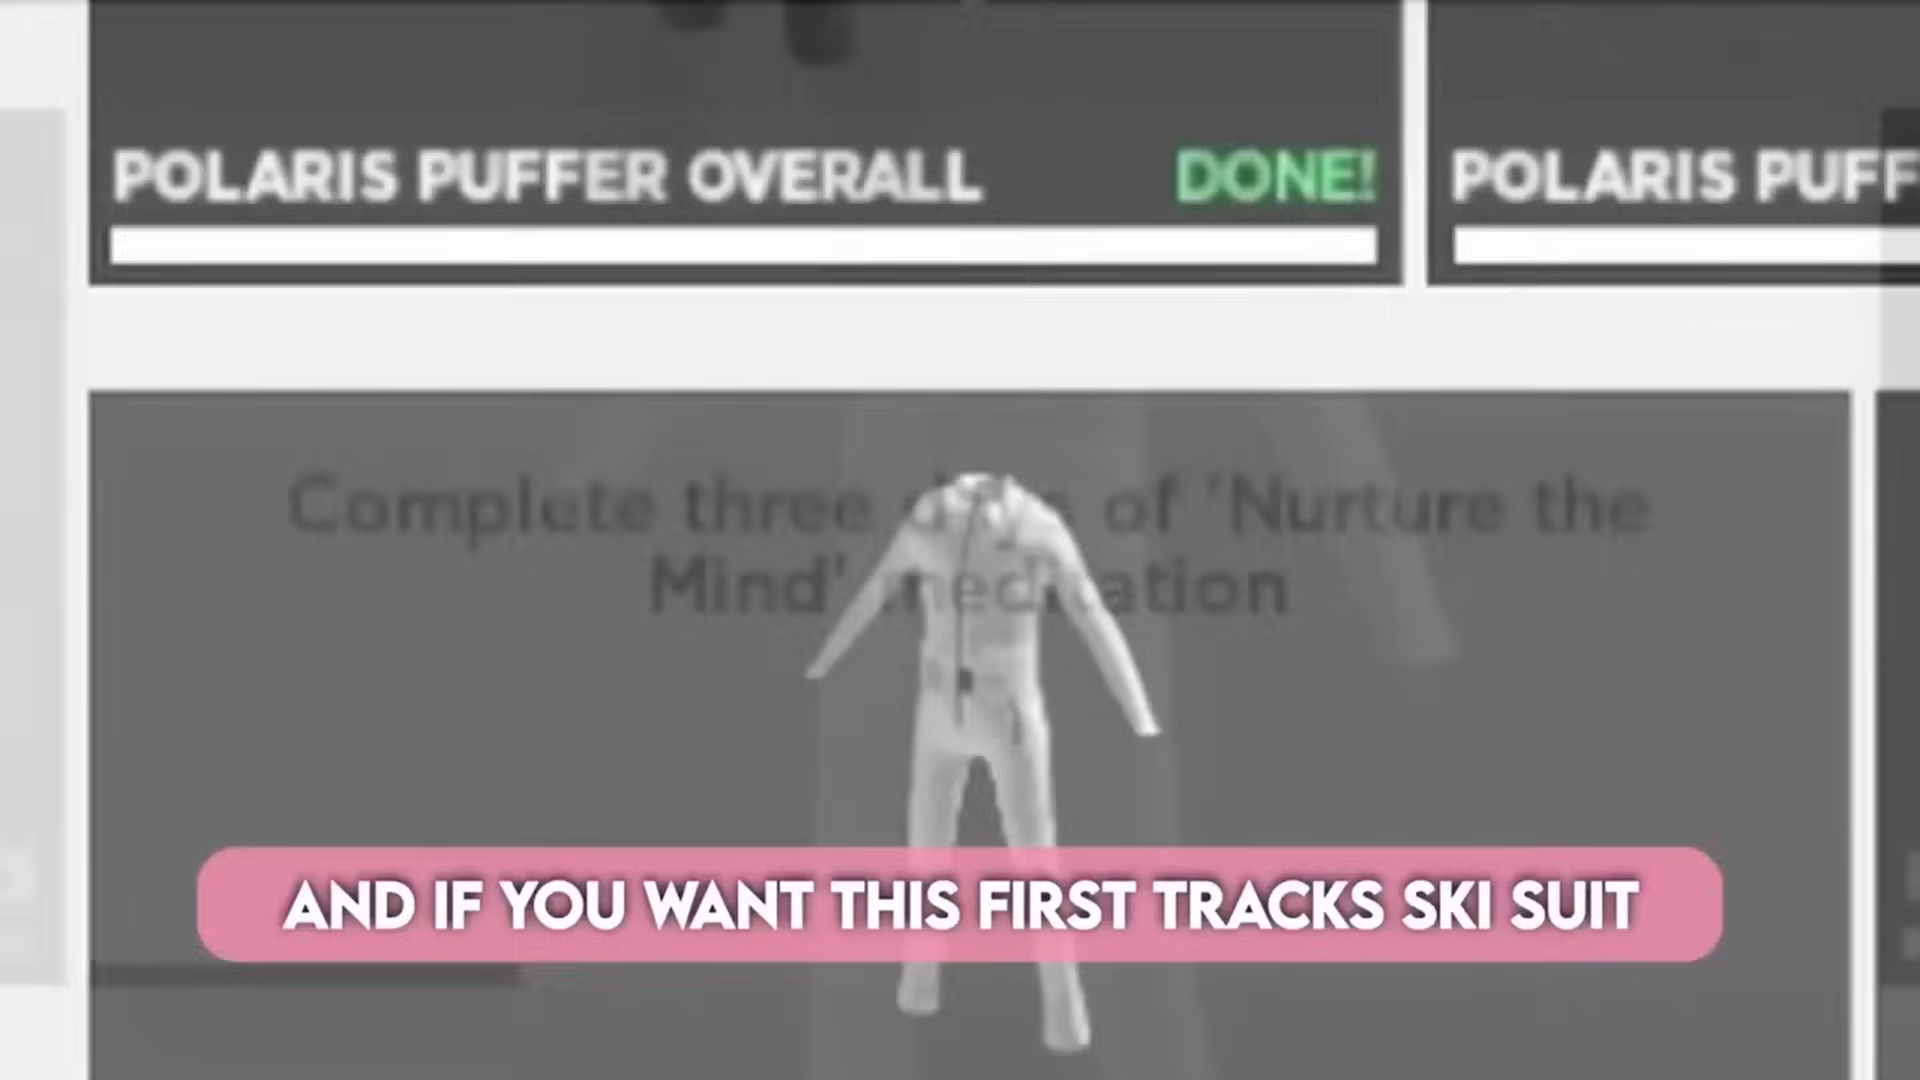 POLARIS PUFFER OVERALL DONE!
POLARIS PUFF
Complete three of 'Nurture the
Mind'
AND IF YOU WANT THIS FIRST TRACKS SKI SUIT